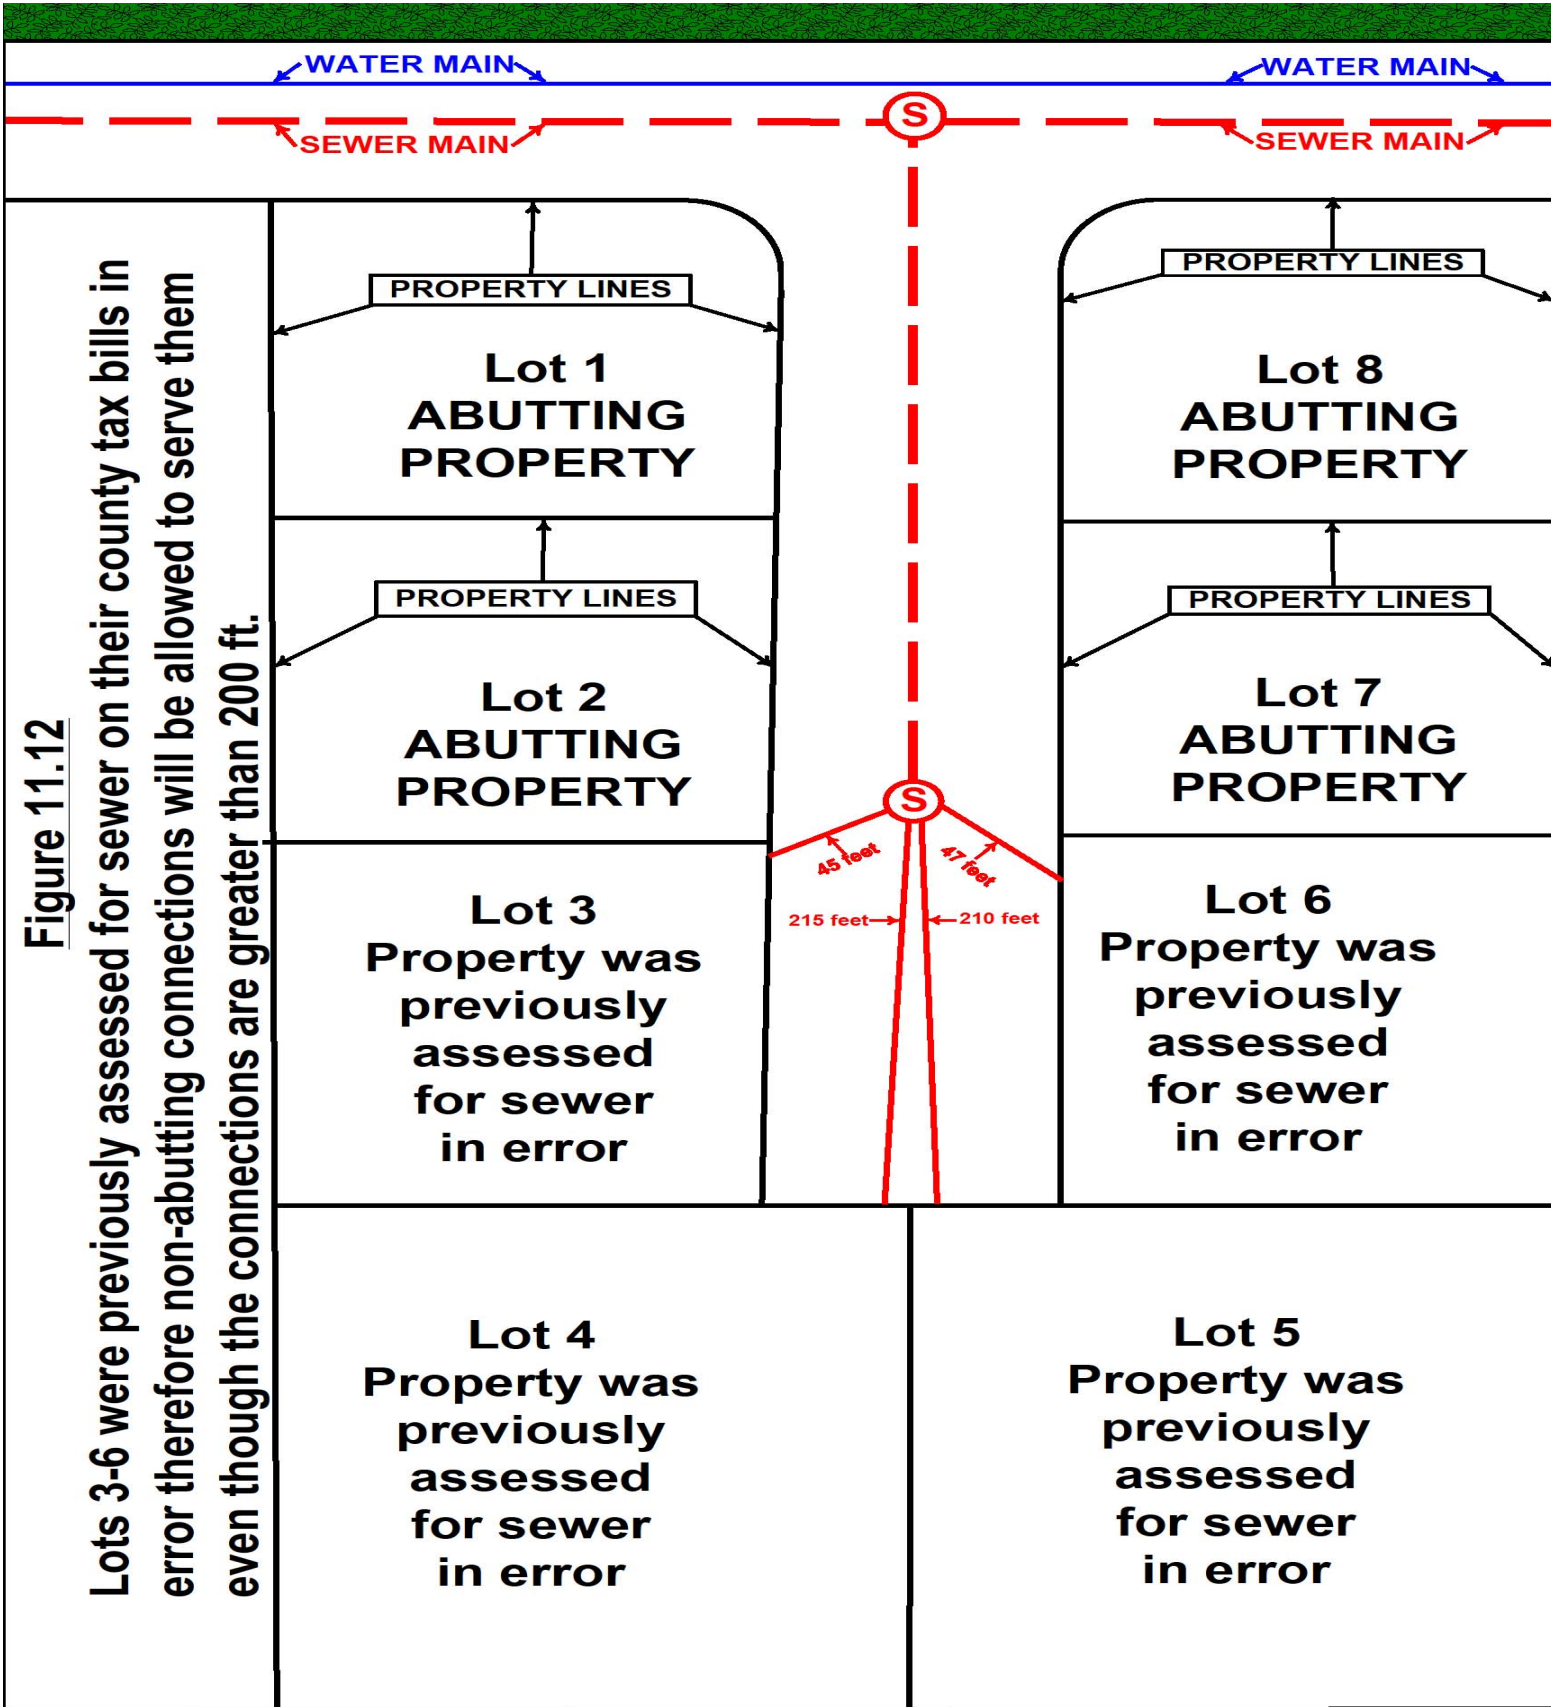 WATER MAIN
WATER MAIN
S
SEWER MAIN
SEWER MAIN
Figure 11.12
Lots 3-6 were previously assessed for sewer on their county tax bills in
error therefore non-abutting connections will be allowed to serve them
even though the connections are greater than 200 ft.
PROPERTY LINES
Lot 1
ABUTTING
PROPERTY
PROPERTY LINES
Lot 8
ABUTTING
PROPERTY
PROPERTY LINES
Lot 2
ABUTTING
PROPERTY
PROPERTY LINES
Lot 7
ABUTTING
PROPERTY
S
45 feet
47 feet
215 feet
210 feet
Lot 3
Property was
previously
assessed
for sewer
in error
Lot 6
Property was
previously
assessed
for sewer
in error
Lot 4
Property was
previously
assessed
for sewer
in error
Lot 5
Property was
previously
assessed
for sewer
in error